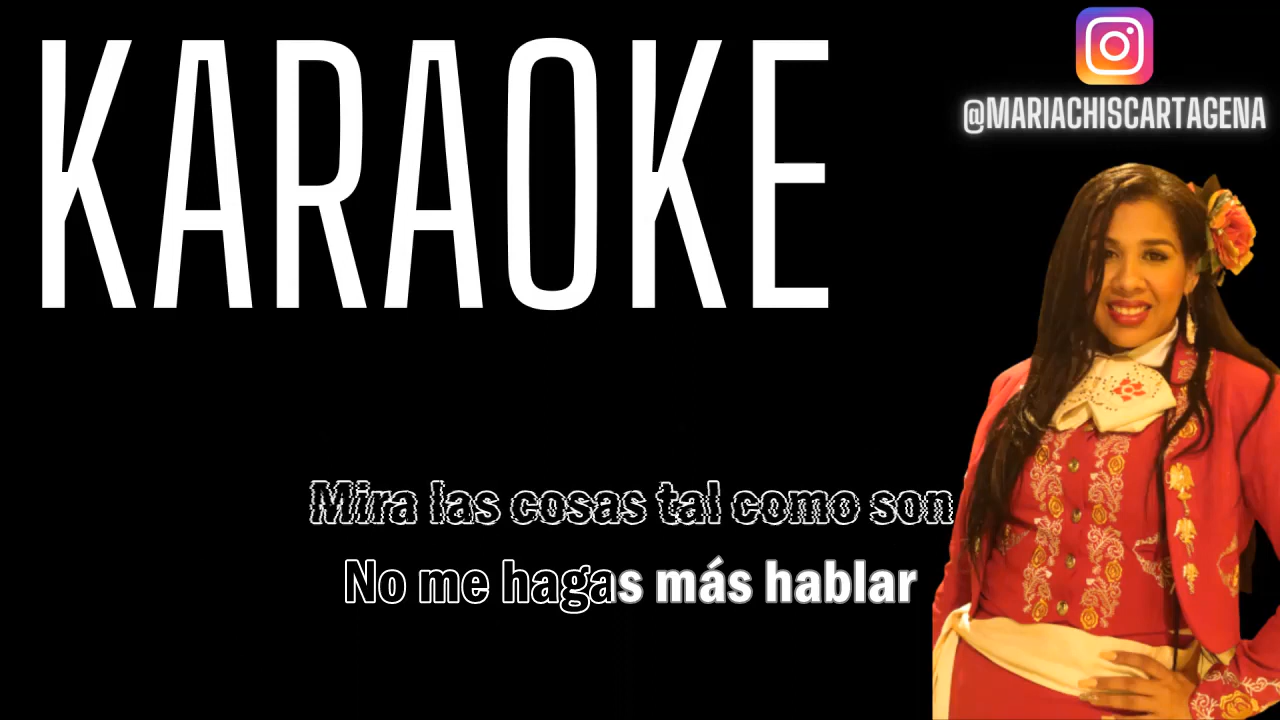 KARAOKE
@MARIACHISCARTAGENA
Mira las cosas tal como son
No me hagas más hablar